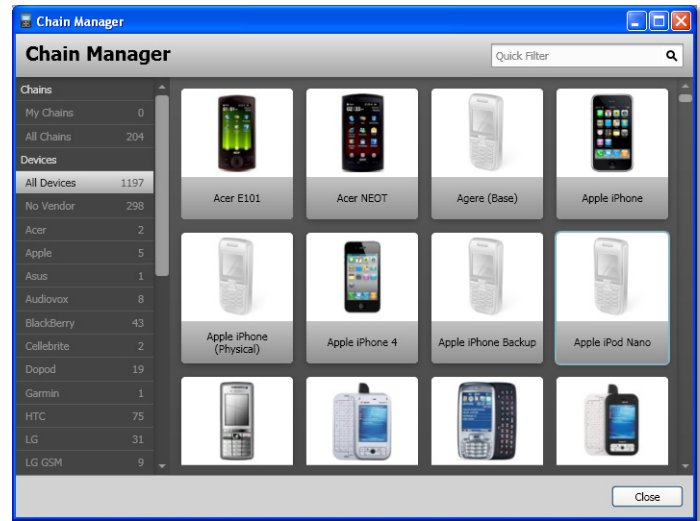 Chain Manager
Chain Manager
Quick Filter
Chains
My Chains 0
All Chains 204
Devices
All Devices 1197
No Vendor 298
Acer 2
Apple 5
Asus 1
Audiovox 8
BlackBerry 43
Cellebrite 2
Dopod 19
Garmin 1
HTC 75
LG 31
LG GSM 9
Acer E101
Acer NEOT
Agere (Base)
Apple iPhone
Apple iPhone
(Physical)
Apple iPhone 4
Apple iPhone Backup
Apple iPod Nano
Close